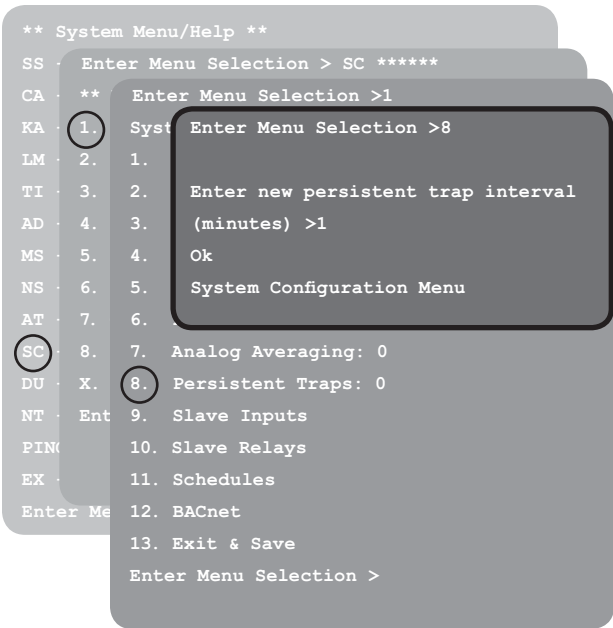 ** System Menu/Help **
SS - Enter Menu Selection > SC ******
CA - ** Enter Menu Selection >1
KA - 1. Syst Enter Menu Selection >8
LM - 2. 1.
TI - 3. 2. Enter new persistent trap interval
AD - 4. 3. (minutes) >1
MS - 5. 4. Ok
NS - 6. 5. System Configuration Menu
AT - 7. 6.
SC - 8. 7. Analog Averaging: 0
DU - X. 8. Persistent Traps: 0
NT - Ent 9. Slave Inputs
PING 10. Slave Relays
EX - 11. Schedules
Enter Me 12. BACnet
13. Exit & Save
Enter Menu Selection >